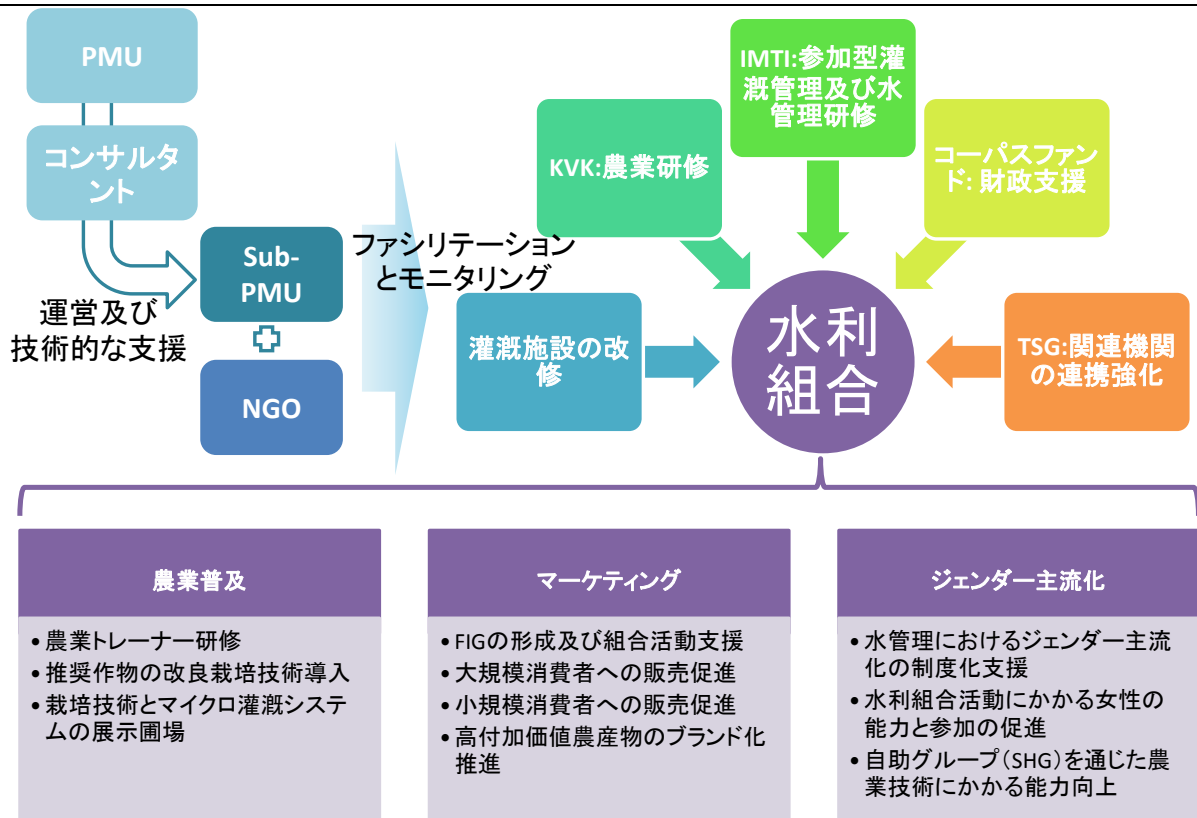 PMU
コンサルタ
ント
運営及び
技術的な支援
Sub-
PMU
NGO
ファシリテーション
とモニタリング
灌漑施設の改
修
KVK:農業研修
IMTI:参加型灌
漑管理及び水
管理研修
コーパスファン
ド: 財政支援
TSG:関連機関
の連携強化
水利
組合
農業普及
• 農業トレーナー研修
• 推奨作物の改良栽培技術導入
• 栽培技術とマイクロ灌漑システ
ムの展示圃場
マーケティング
• FIGの形成及び組合活動支援
• 大規模消費者への販売促進
• 小規模消費者への販売促進
• 高付加価値農産物のブランド化
推進
ジェンダー主流化
• 水管理におけるジェンダー主流
化の制度化支援
• 水利組合活動にかかる女性の
能力と参加の促進
• 自助グループ（SHG）を通じた農
業技術にかかる能力向上